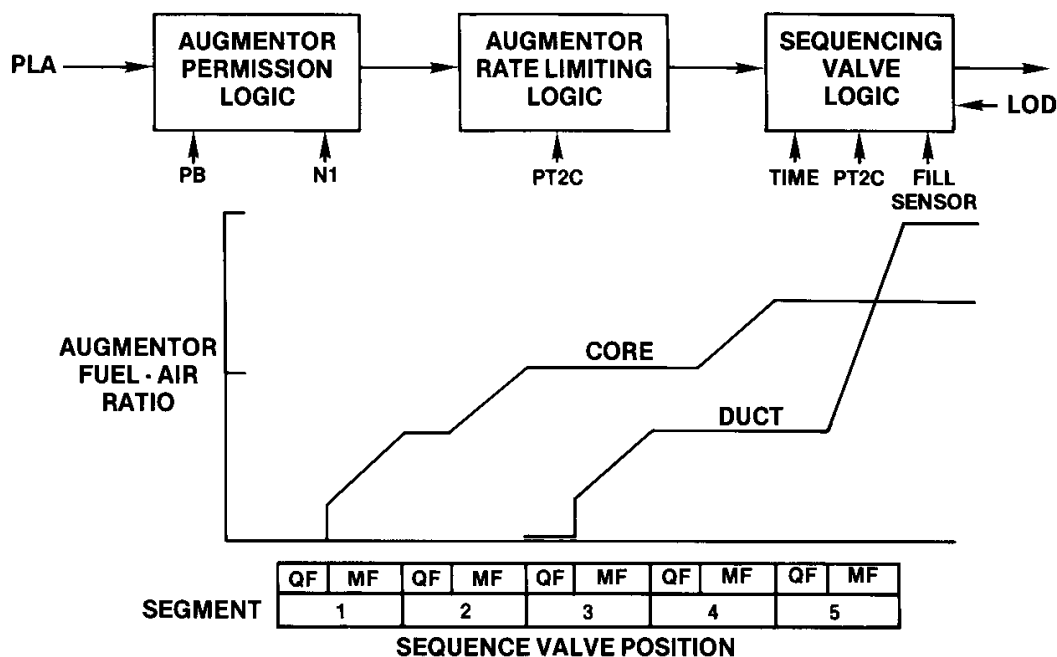 PLA
AUGMENTOR
PERMISSION
LOGIC
AUGMENTOR
RATE LIMITING
LOGIC
SEQUENCING
VALVE
LOGIC
LOD
PB
N1
PT2C
TIME
PT2C
FILL
SENSOR
AUGMENTOR
FUEL - AIR
RATIO
CORE
DUCT
QF MF QF MF QF MF QF MF QF MF
SEGMENT 1 2 3 4 5
SEQUENCE VALVE POSITION